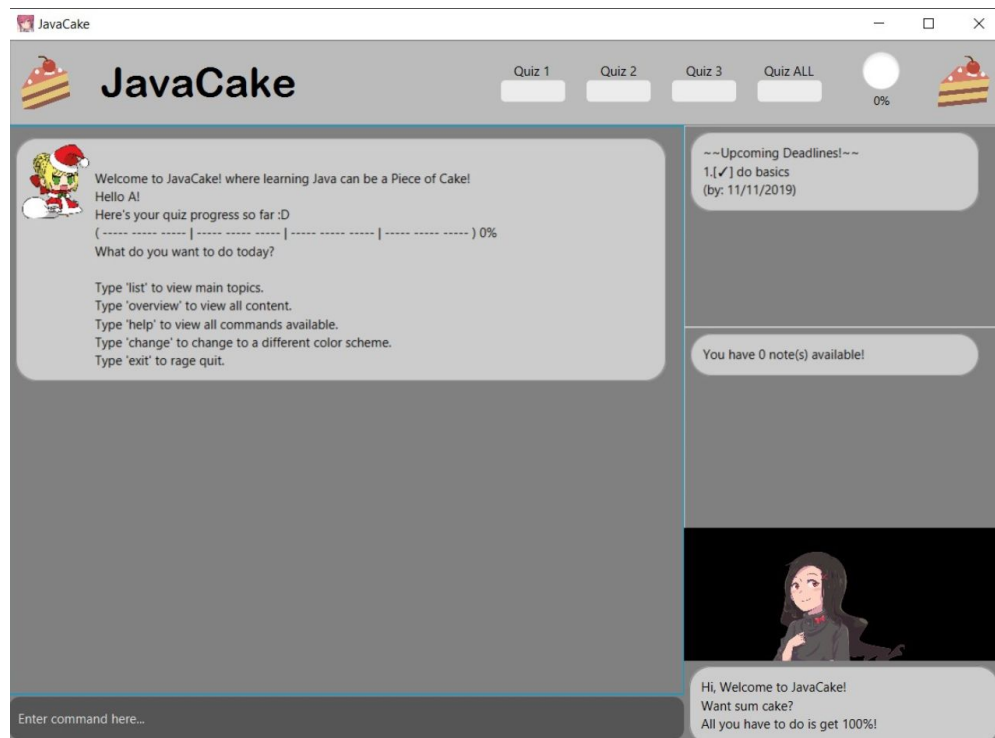 JavaCake
JavaCake
Quiz 1
Quiz 2
Quiz 3
Quiz ALL
0%
Welcome to JavaCake! where learning Java can be a Piece of Cake!
Hello A!
Here's your quiz progress so far :D
( ----- ----- ----- | ----- ----- ----- | ----- ----- ----- | ----- ----- ----- ) 0%
What do you want to do today?
Type 'list' to view main topics.
Type 'overview' to view all content.
Type 'help' to view all commands available.
Type 'change' to change to a different color scheme.
Type 'exit' to rage quit.
Enter command here...
~~Upcoming Deadlines!~~
1.[✓] do basics
(by: 11/11/2019)
You have 0 note(s) available!
Hi, Welcome to JavaCake!
Want sum cake?
All you have to do is get 100%!